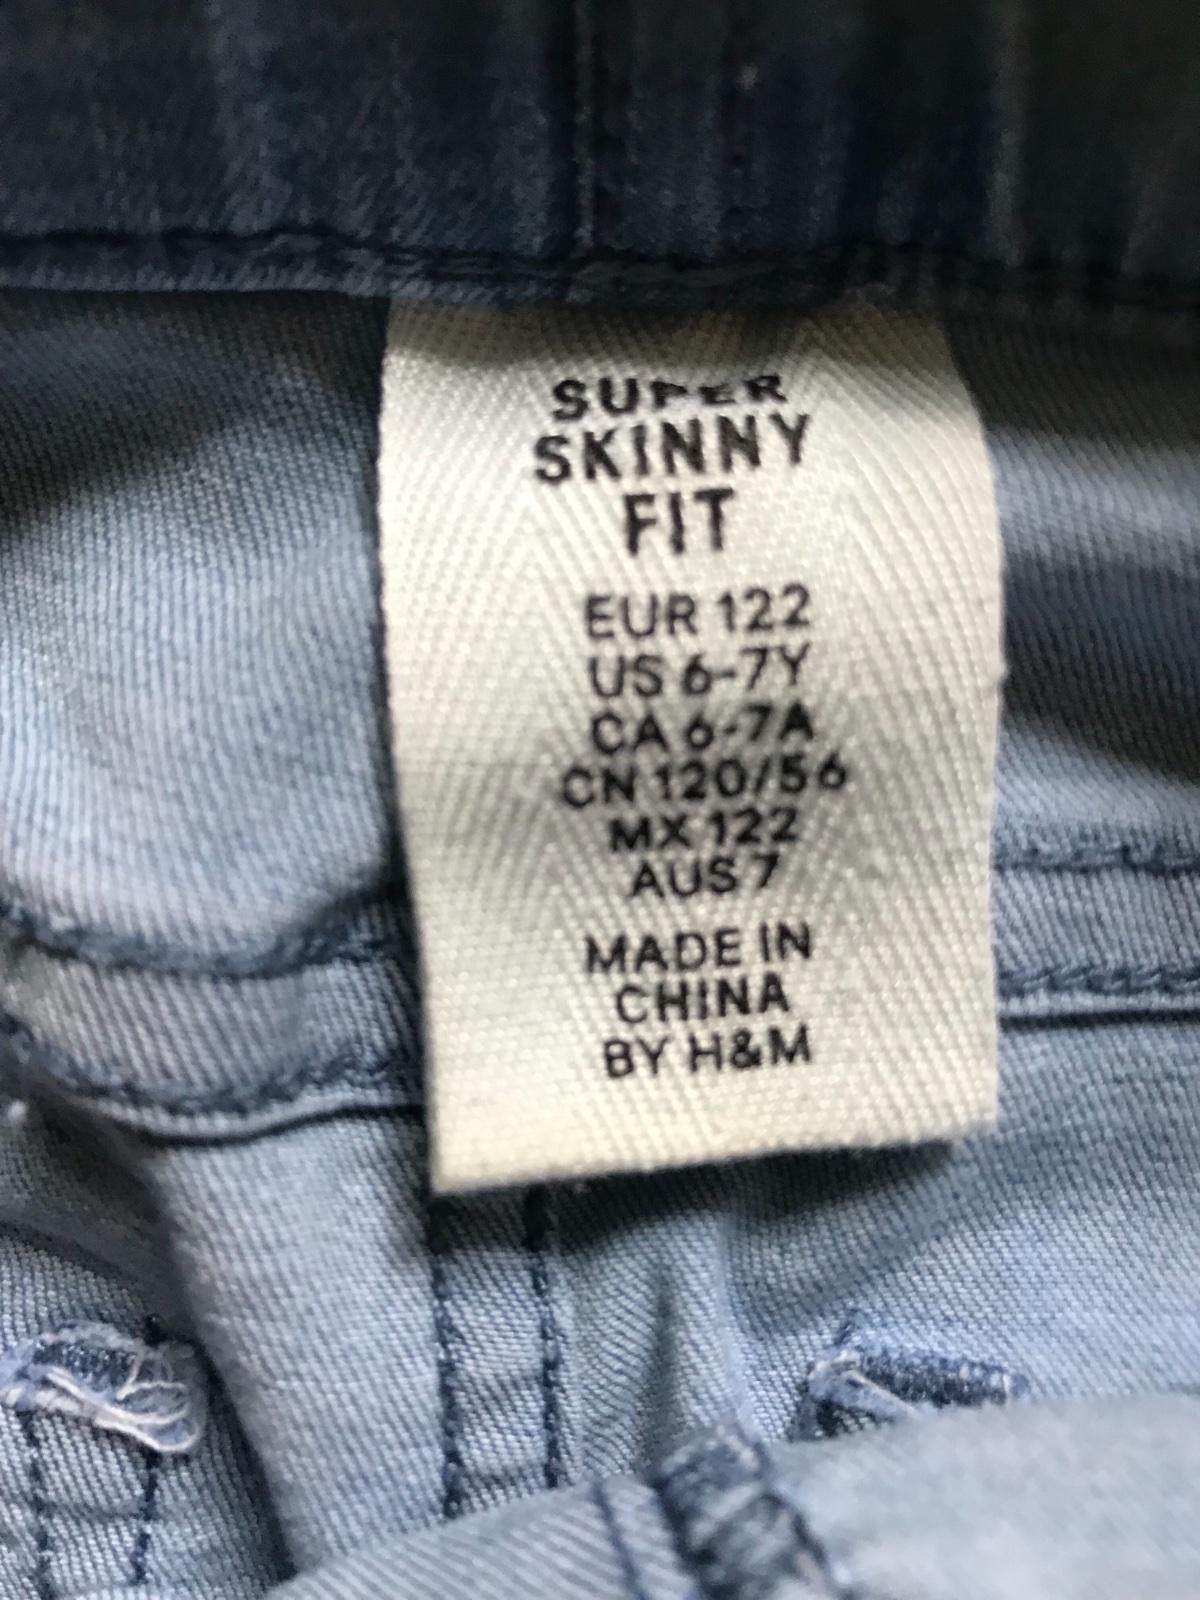 SUPER
SKINNY
FIT
EUR 122
US 6-7Y
CA 6-7A
CN 120/56
MX 122
AUS 7
MADE IN
CHINA
BY H&M